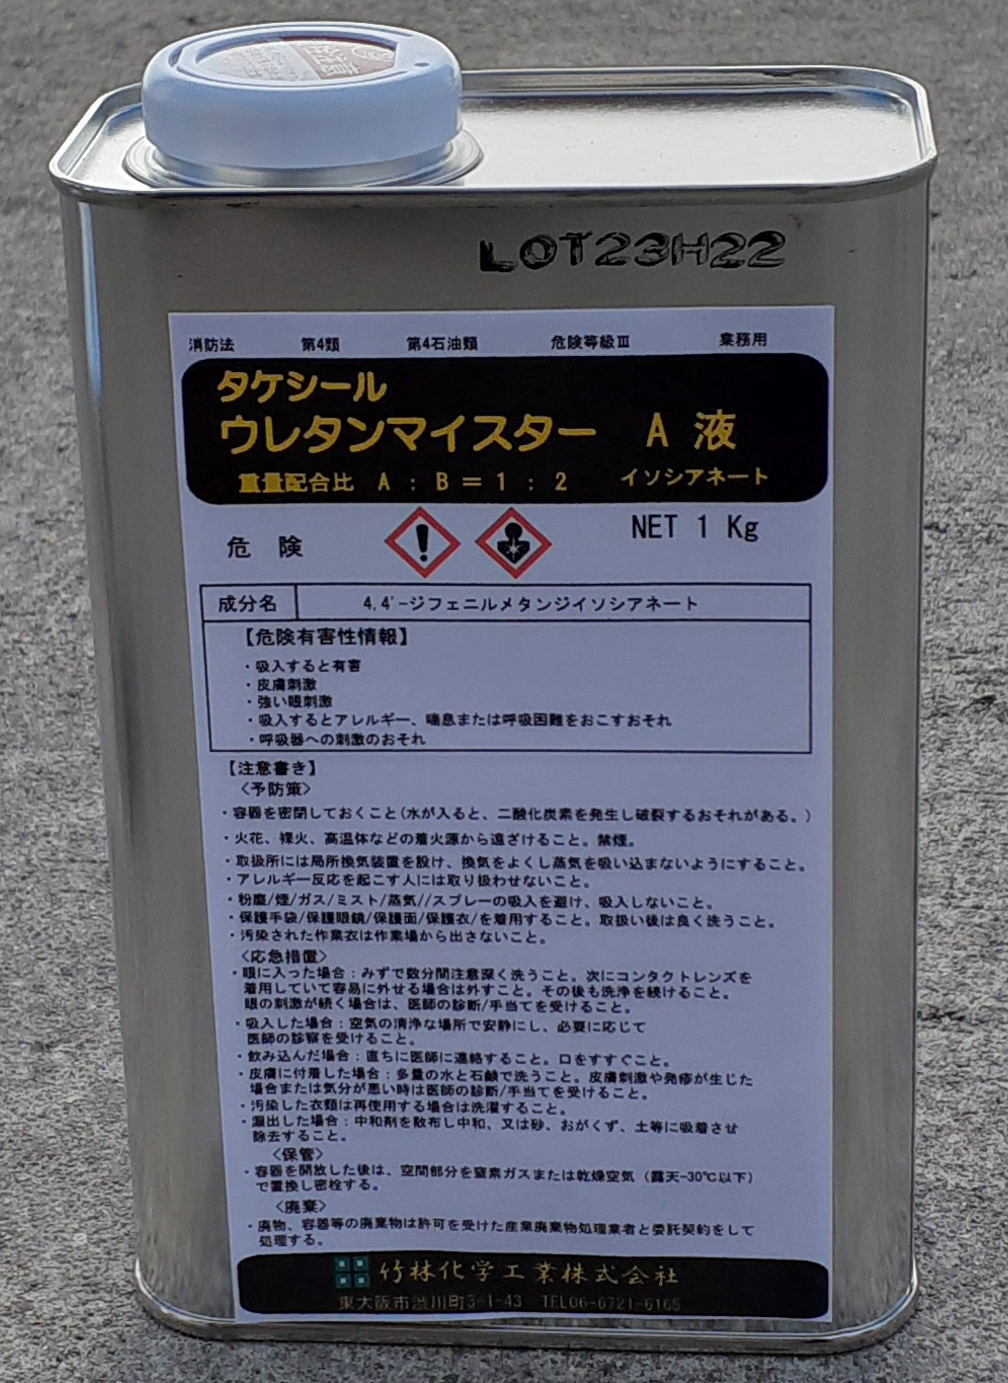 LOT23H22
消防法 第4類 第4石油類 危険等級Ⅲ 業務用
タケシール
ウレタンマイスター A 液
重量配合比 A : B = 1 : 2 イソシアネート
危 険 NET 1 Kg
成分名 4,4'-ジフェニルメタンジイソシアネート
【危険有害性情報】
・吸入すると有害
・皮膚刺激
・強い眼刺激
・吸入するとアレルギー、喘息または呼吸困難をおこすおそれ
・呼吸器への刺激のおそれ
【注意書き】
〈予防策〉
・容器を密閉しておくこと(水が入ると、二酸化炭素を発生し破裂するおそれがある。)
・火花、裸火、高温体などの着火源から遠ざけること。禁煙。
・取扱所には局所換気装置を設け、換気をよくし蒸気を吸い込まないようにすること。
・アレルギー反応を起こす人には取り扱わせないこと。
・粉塵/煙/ガス/ミスト/蒸気//スプレーの吸入を避け、吸入しないこと。
・保護手袋/保護眼鏡/保護面/保護衣/を着用すること。取扱い後は良く洗うこと。
・汚染された作業衣は作業場から出さないこと。
〈応急措置〉
・眼に入った場合：みずで数分間注意深く洗うこと。次にコンタクトレンズを
着用していて容易に外せる場合は外すこと。その後も洗浄を続けること。
眼の刺激が続く場合は、医師の診断/手当てを受けること。
・吸入した場合：空気の清浄な場所で安静にし、必要に応じて
医師の診察を受けること。
・飲み込んだ場合：直ちに医師に連絡すること。口をすすぐこと。
・皮膚に付着した場合：多量の水と石鹸で洗うこと。皮膚刺激や発疹が生じた
場合または気分が悪い時は医師の診断/手当てを受けること。
・汚染した衣類は再使用する場合は洗濯すること。
・漏出した場合：中和剤を散布し中和、又は砂、おがくず、土等に吸着させ
除去すること。
〈保管〉
・容器を開放した後は、空間部分を窒素ガスまたは乾燥空気（露天-30℃以下）
で置換し密栓する。
〈廃棄〉
・廃物、容器等の廃棄物は許可を受けた産業廃棄物処理業者と委託契約をして
処理する。
竹林化学工業株式会社
東大阪市渋川町3-1-43 TEL06-6721-6165